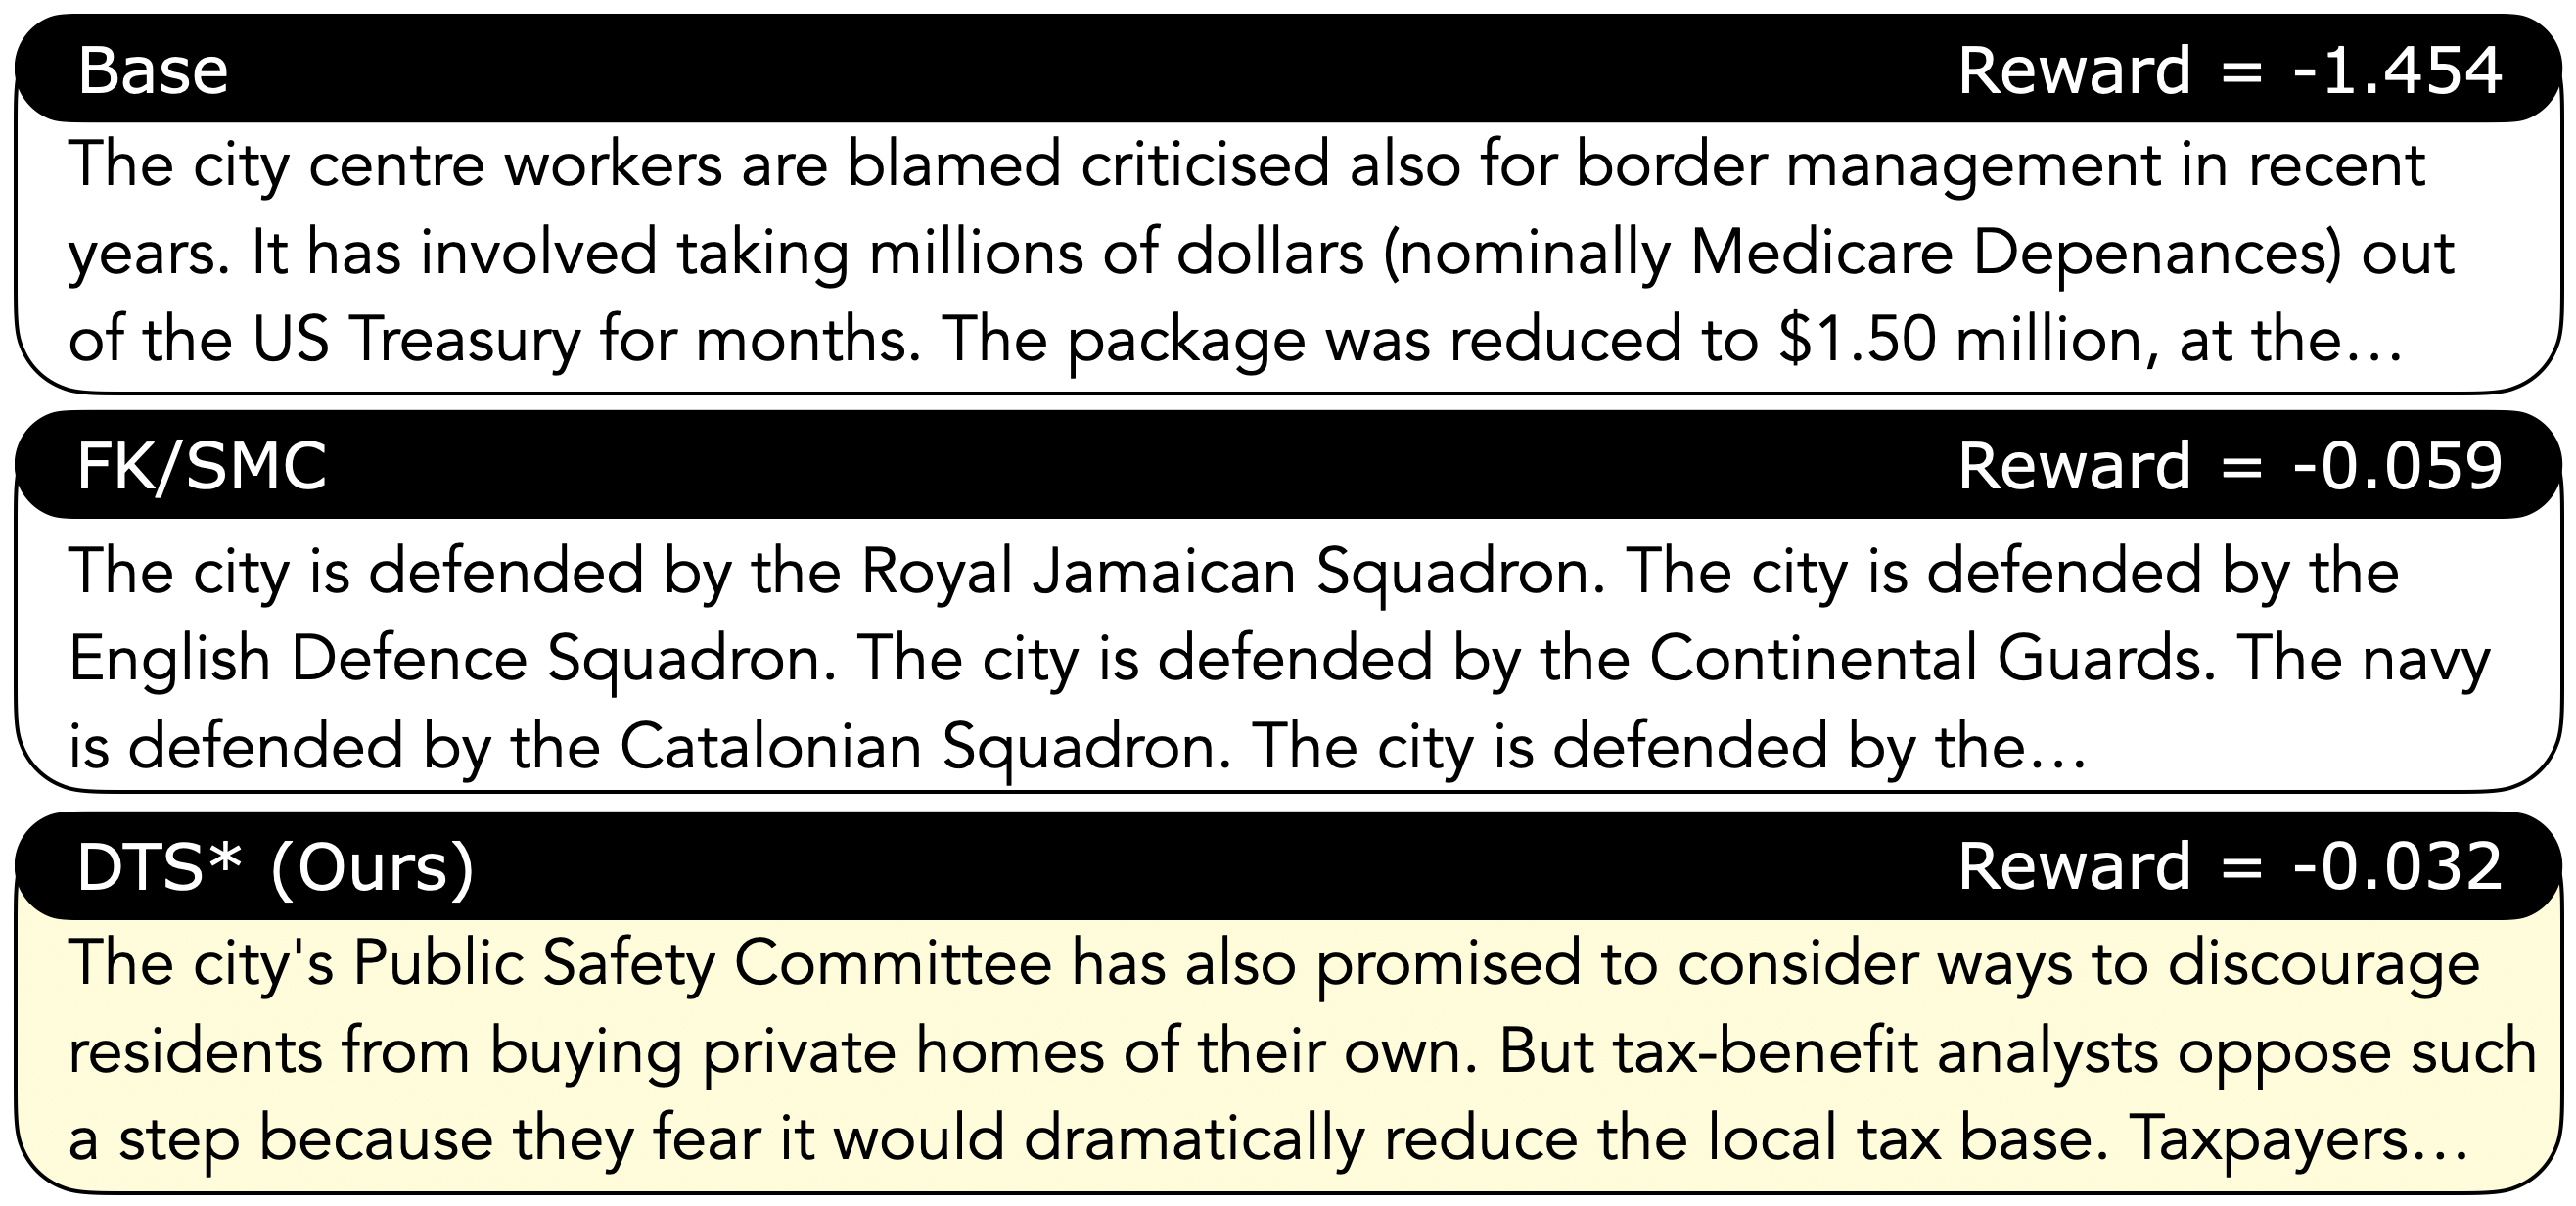 Base Reward = -1.454
The city centre workers are blamed criticised also for border management in recent
years. It has involved taking millions of dollars (nominally Medicare Depenances) out
of the US Treasury for months. The package was reduced to $1.50 million, at the…
FK/SMC Reward = -0.059
The city is defended by the Royal Jamaican Squadron. The city is defended by the
English Defence Squadron. The city is defended by the Continental Guards. The navy
is defended by the Catalonian Squadron. The city is defended by the…
DTS* (Ours) Reward = -0.032
The city's Public Safety Committee has also promised to consider ways to discourage
residents from buying private homes of their own. But tax-benefit analysts oppose such
a step because they fear it would dramatically reduce the local tax base. Taxpayers…